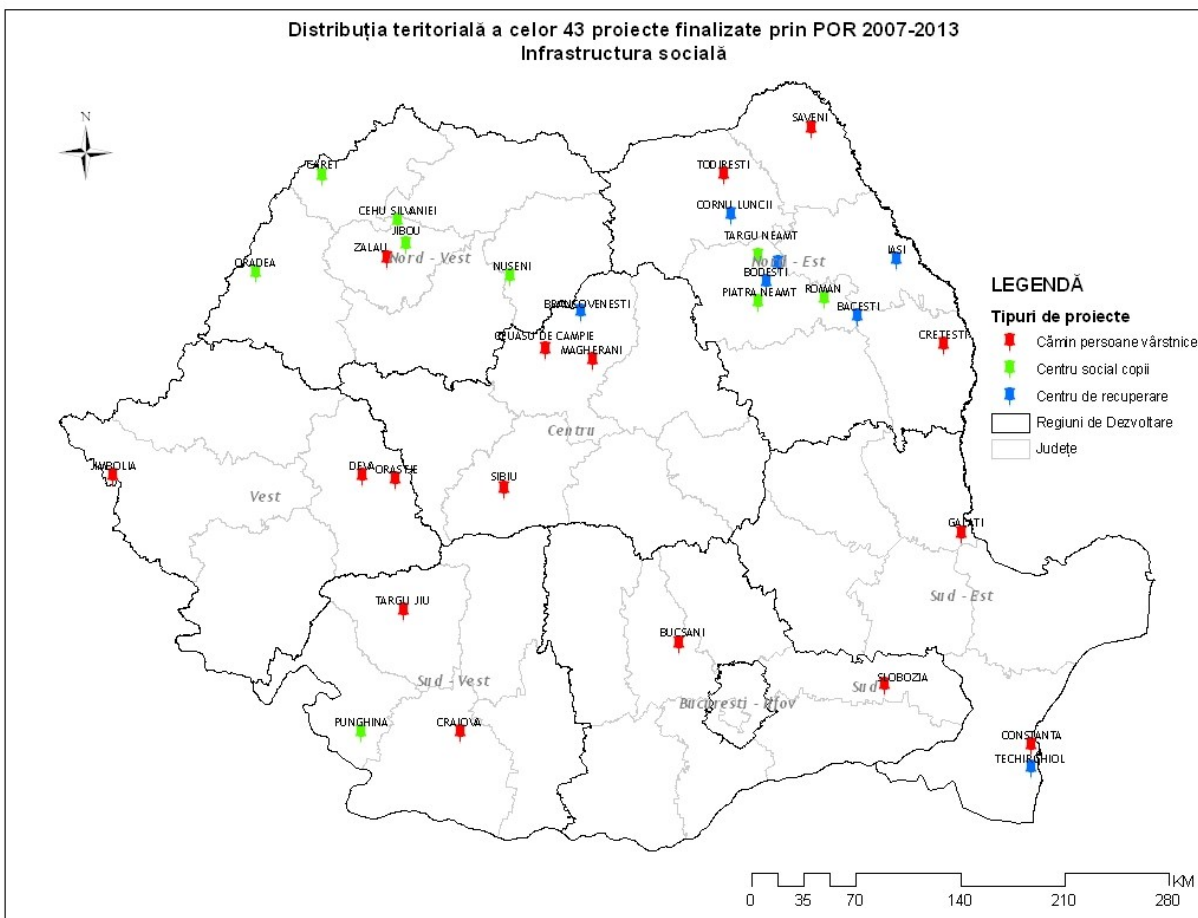 Distribuția teritorială a celor 43 proiecte finalizate prin POR 2007-2013
Infrastructura socială
N
SAVENI
TODIRESTI
CORNU LUNCII
TARGU NEAMT
Nord - Est
IASI
BODESTI
PIATRA NEAMT
ROMAN
BACESTI
CRETESTI
CEHU SILVANIEI
JIBOU
ZALAU
Nord - Vest
ORADEA
NUSENI
CEUASU DE CAMPIE
MAGHERANI
Centru
JIMBOLIA
DEVA
ORASTIE
SIBIU
Vest
GALATI
Sud - Est
TARGU JIU
BUCSANI
Sud - Vest
SLOBOZIA
Sud
Bucuresti - Ilfov
PUNGHINA
CRAIOVA
CONSTANTA
TECHIRGHIOL
LEGENDĂ
Tipuri de proiecte
Cămin persoane vârstnice
Centru social copii
Centru de recuperare
Regiuni de Dezvoltare
Județe
KM
0 35 70 140 210 280